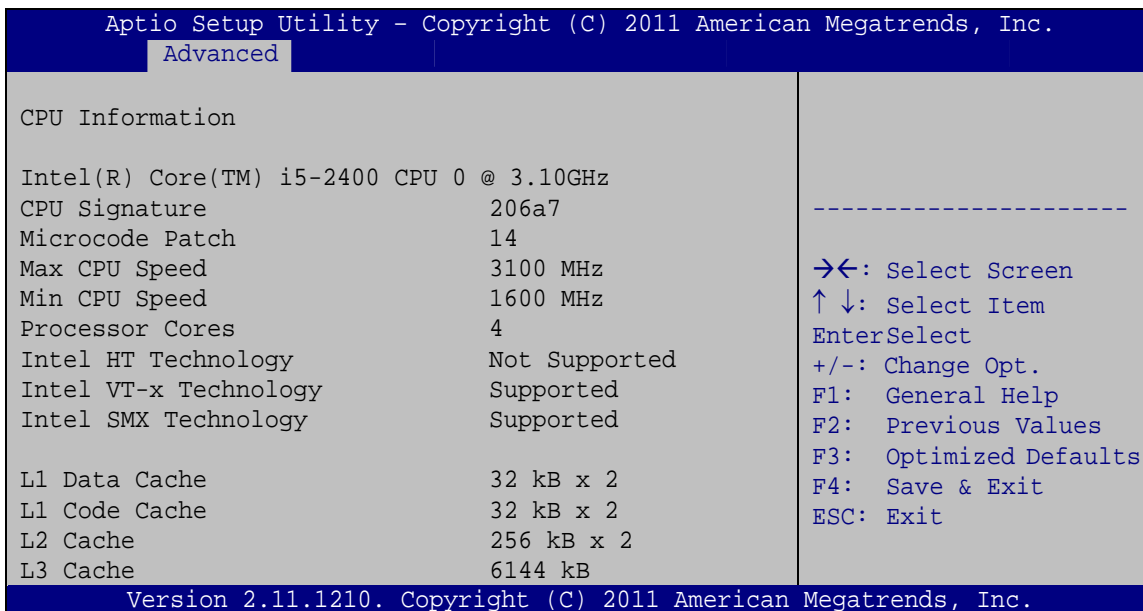 Aptio Setup Utility – Copyright (C) 2011 American Megatrends, Inc.
Advanced
CPU Information
Intel(R) Core(TM) i5-2400 CPU 0 @ 3.10GHz
CPU Signature 206a7
Microcode Patch 14
Max CPU Speed 3100 MHz
Min CPU Speed 1600 MHz
Processor Cores 4
Intel HT Technology Not Supported
Intel VT-x Technology Supported
Intel SMX Technology Supported
L1 Data Cache 32 kB x 2
L1 Code Cache 32 kB x 2
L2 Cache 256 kB x 2
L3 Cache 6144 kB
----------------------
→←: Select Screen
↑ ↓: Select Item
EnterSelect
+/-: Change Opt.
F1: General Help
F2: Previous Values
F3: Optimized Defaults
F4: Save & Exit
ESC: Exit
Version 2.11.1210. Copyright (C) 2011 American Megatrends, Inc.